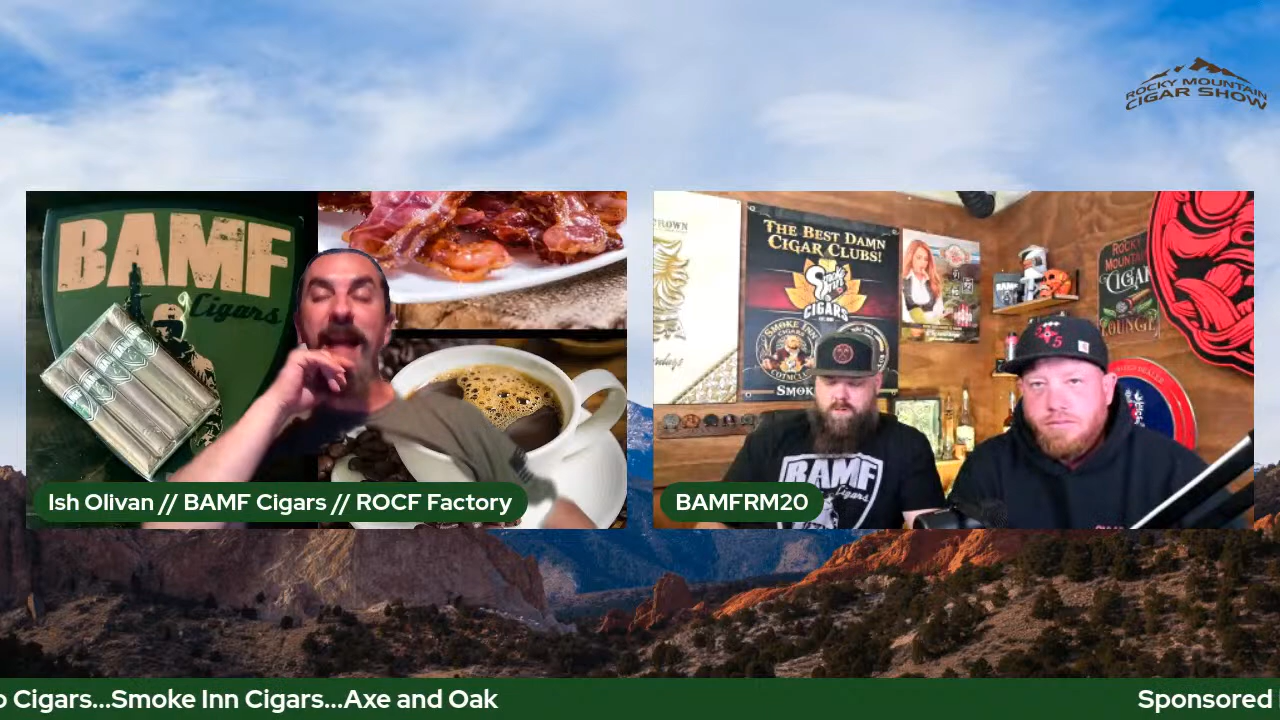 ROCKY MOUNTAIN
CIGAR SHOW
BAMF
Cigars
Ish Olivan // BAMF Cigars // ROCF Factory
THE BEST DAMN
CIGAR CLUBS!
CIGARS
SMOKE INN
SMOK
BAMF
Cigars
ROCKY
MOUNTAIN
CIGAR
LOUNGE
BAMFRM20
o Cigars...Smoke Inn Cigars...Axe and Oak
Sponsored